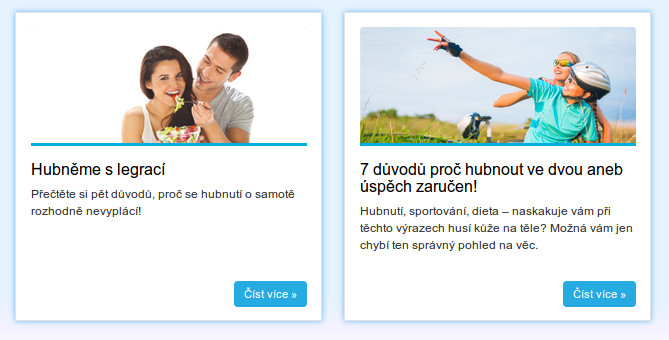 Hubněme s legrací
Přečtěte si pět důvodů, proč se hubnutí o samotě
rozhodně nevyplácí!
Číst více »
7 důvodů proč hubnout ve dvou aneb
úspěch zaručen!
Hubnutí, sportování, dieta – naskakuje vám při
těchto výrazech husí kůže na těle? Možná vám jen
chybí ten správný pohled na věc.
Číst více »